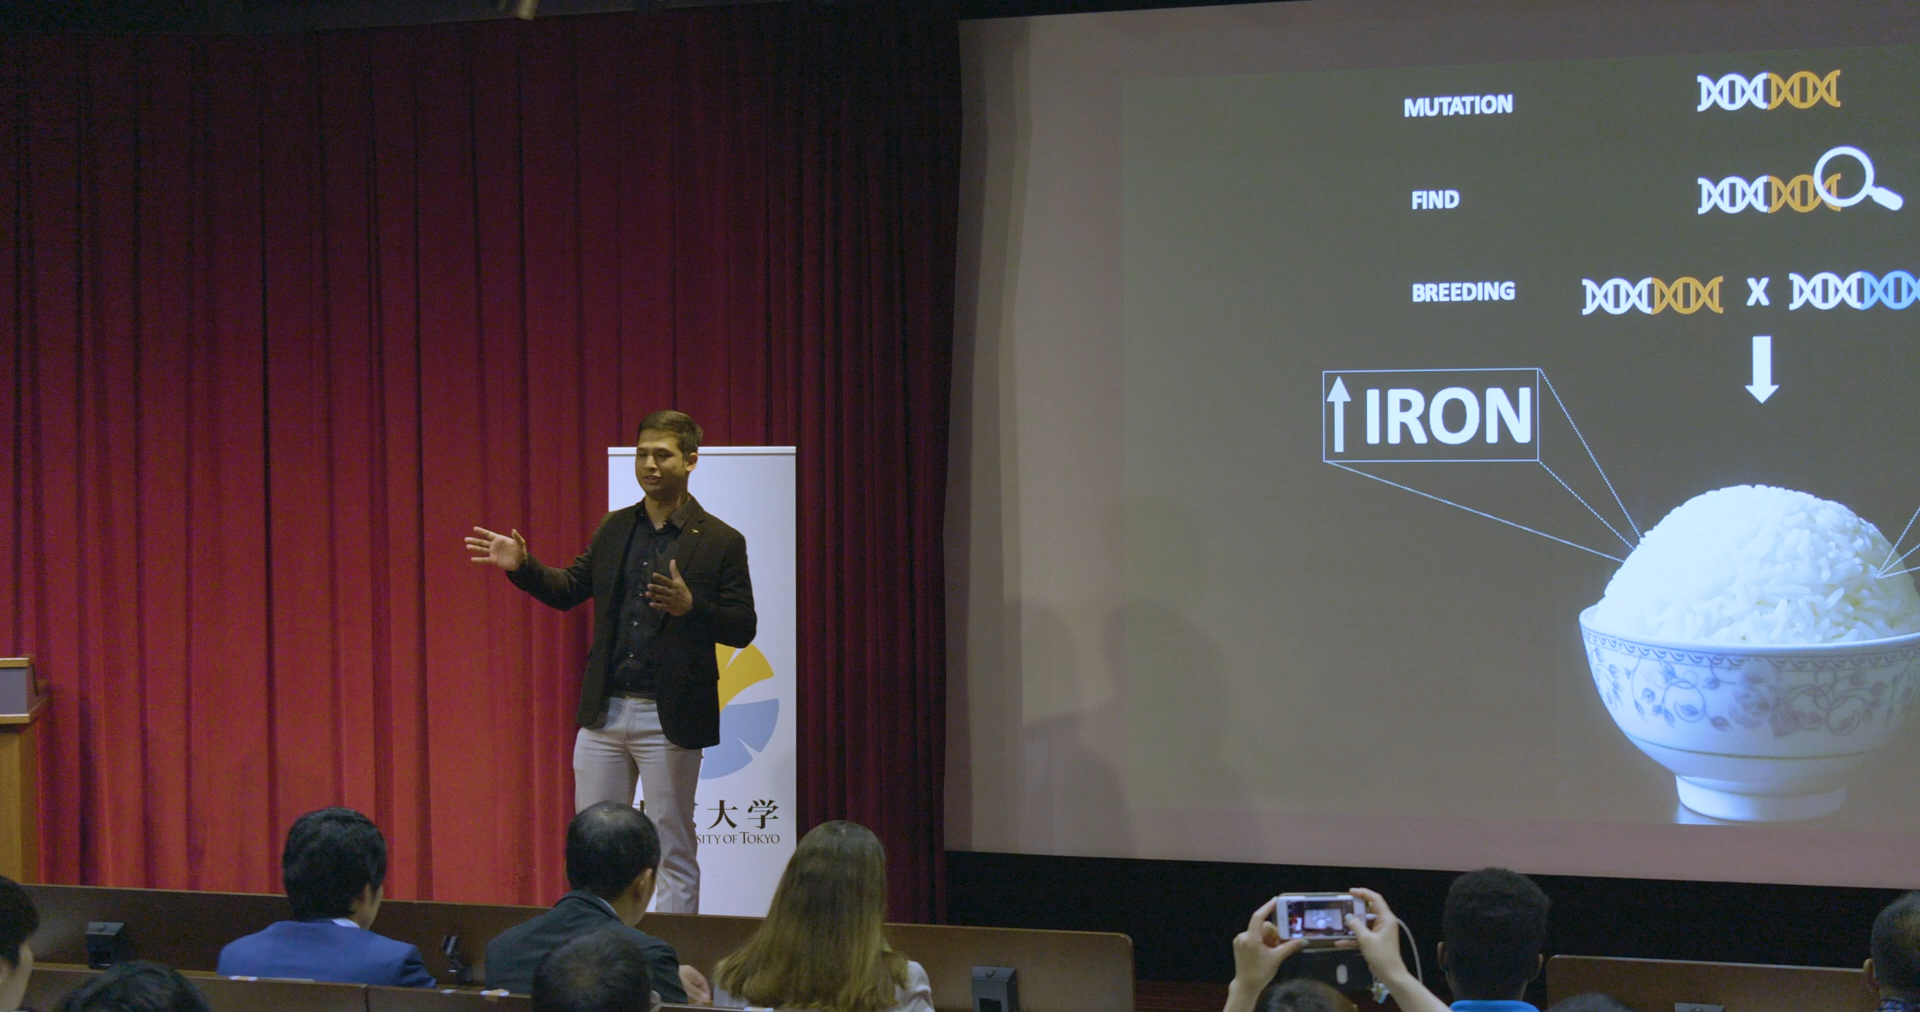 MUTATION
FIND
BREEDING
X
↑ IRON
大学
SITY OF TOKYO